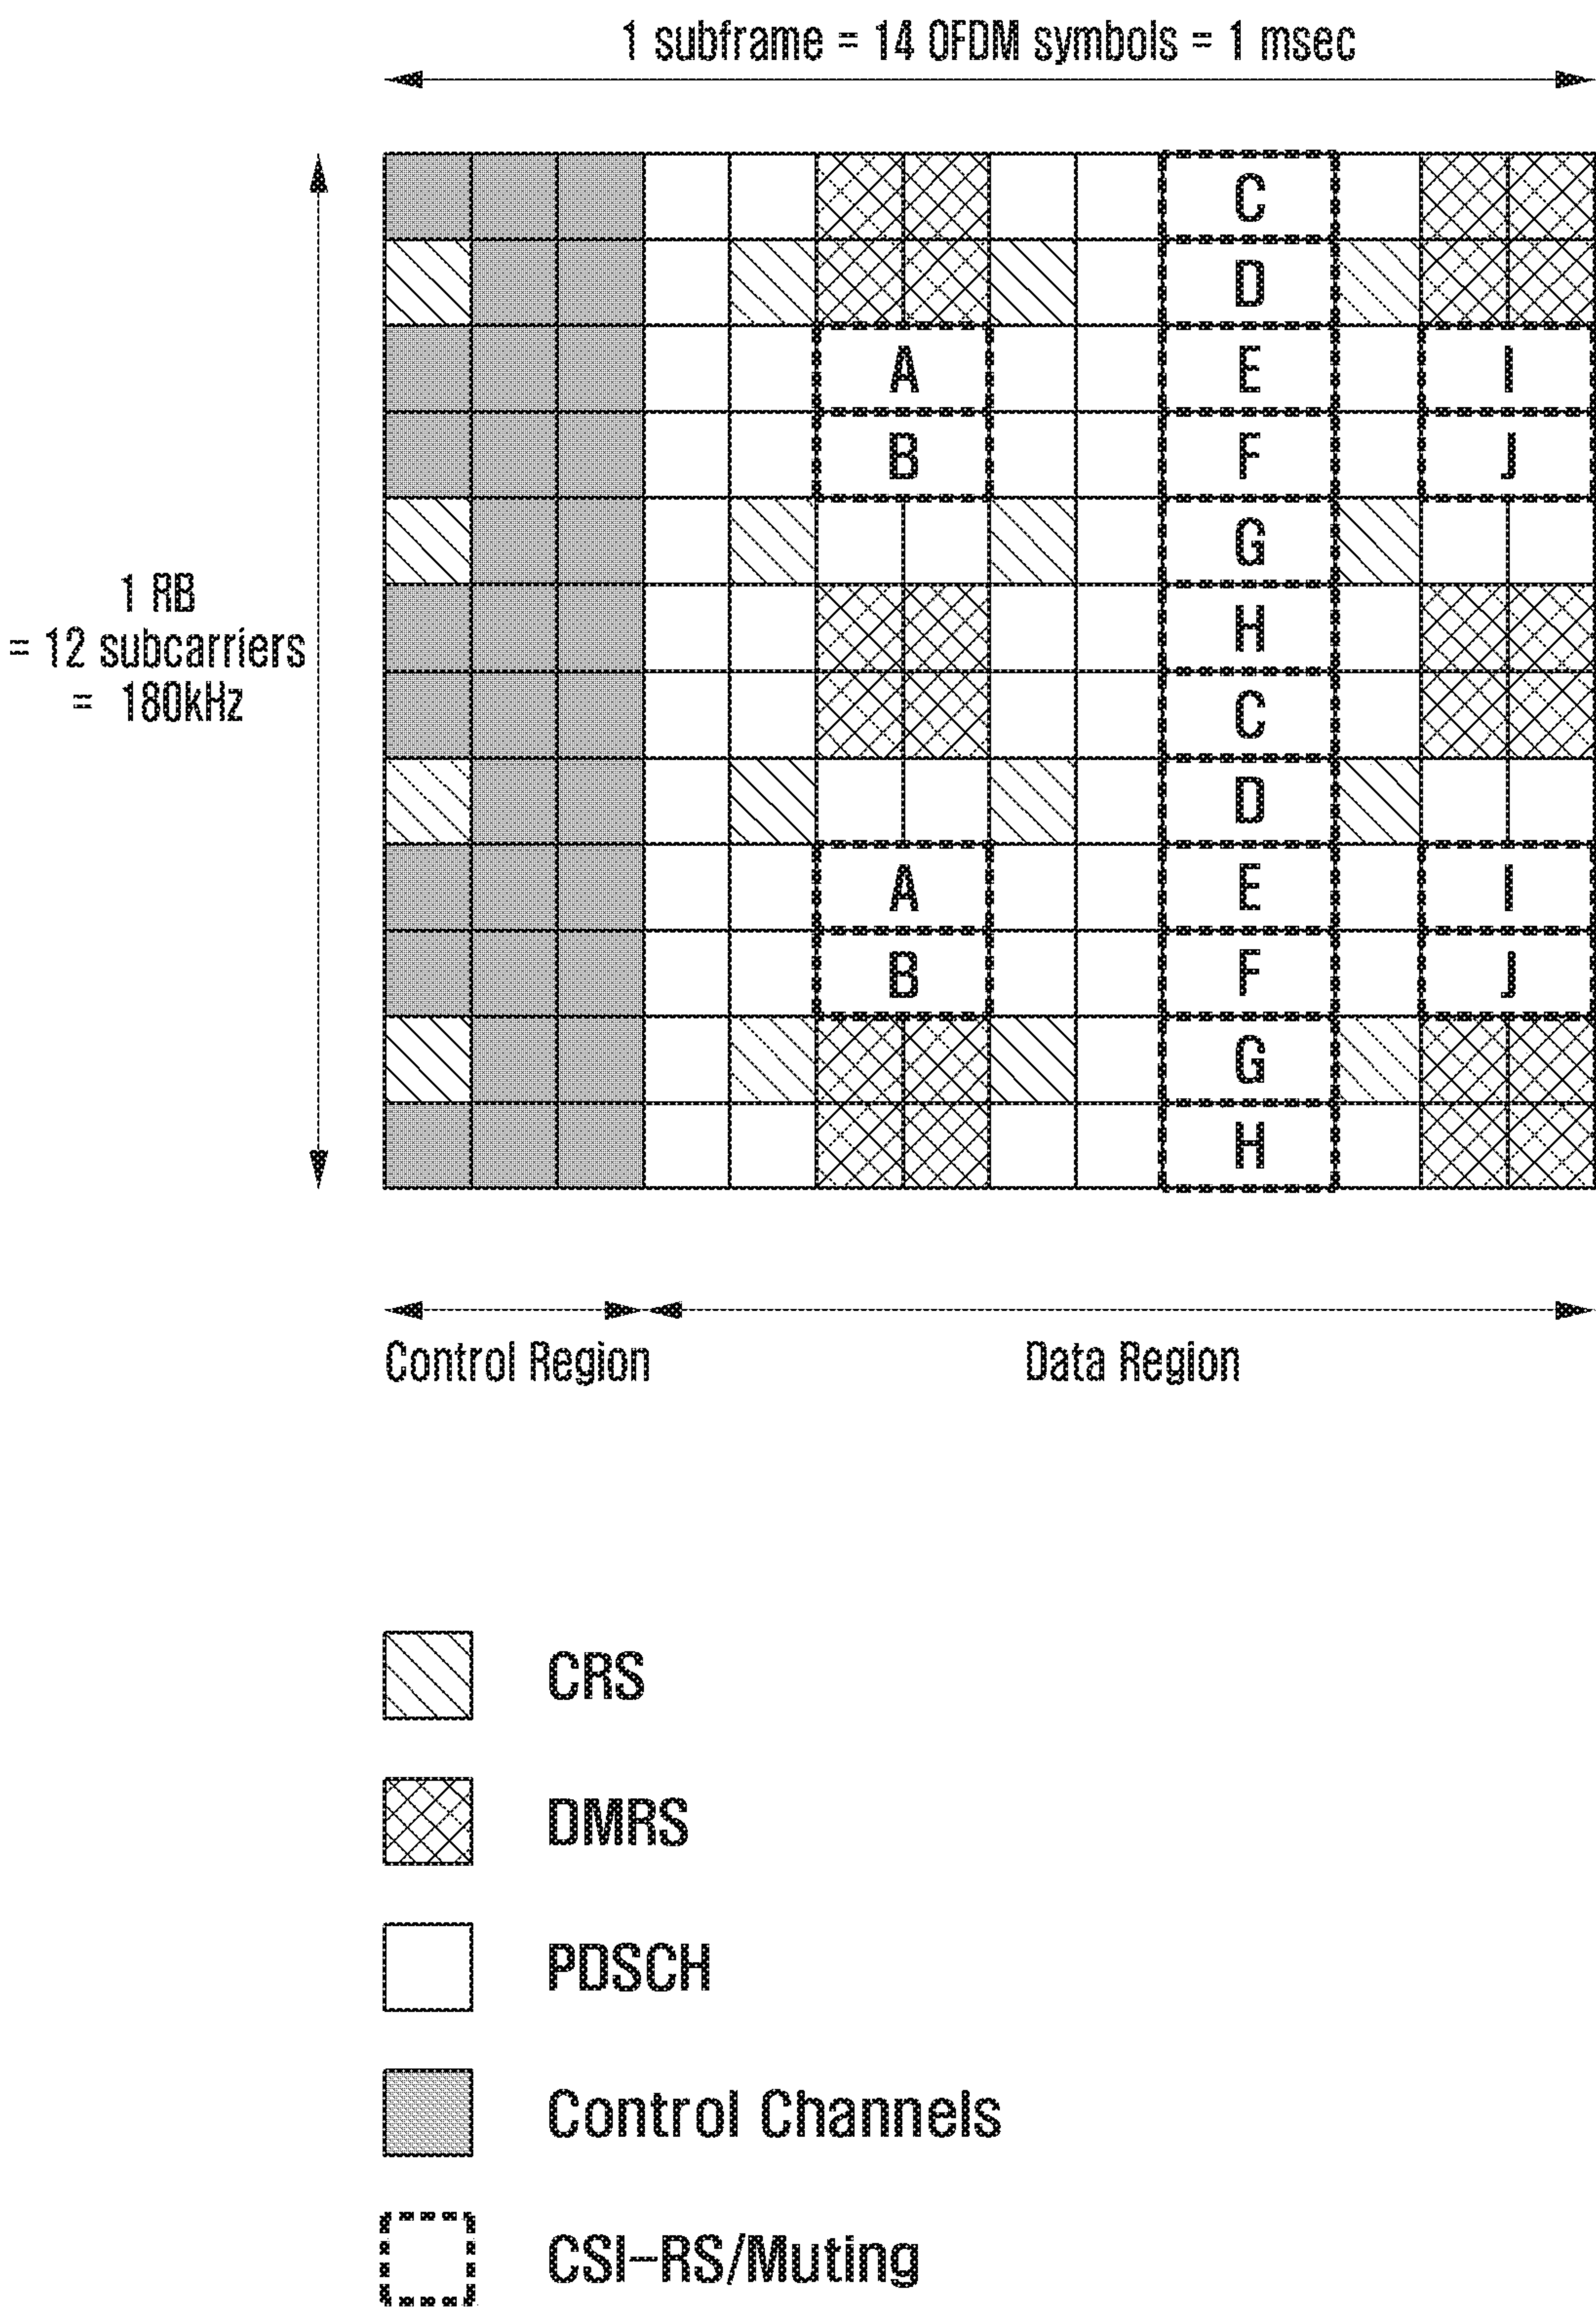 1 subframe = 14 OFDM symbols = 1 msec
C
D
A E I
B F J
G
1 RB
= 12 subcarriers
= 180kHz
H
C
D
A E I
B F J
G
H
Control Region Data Region
CRS
DMRS
PDSCH
Control Channels
CSI-RS/Muting